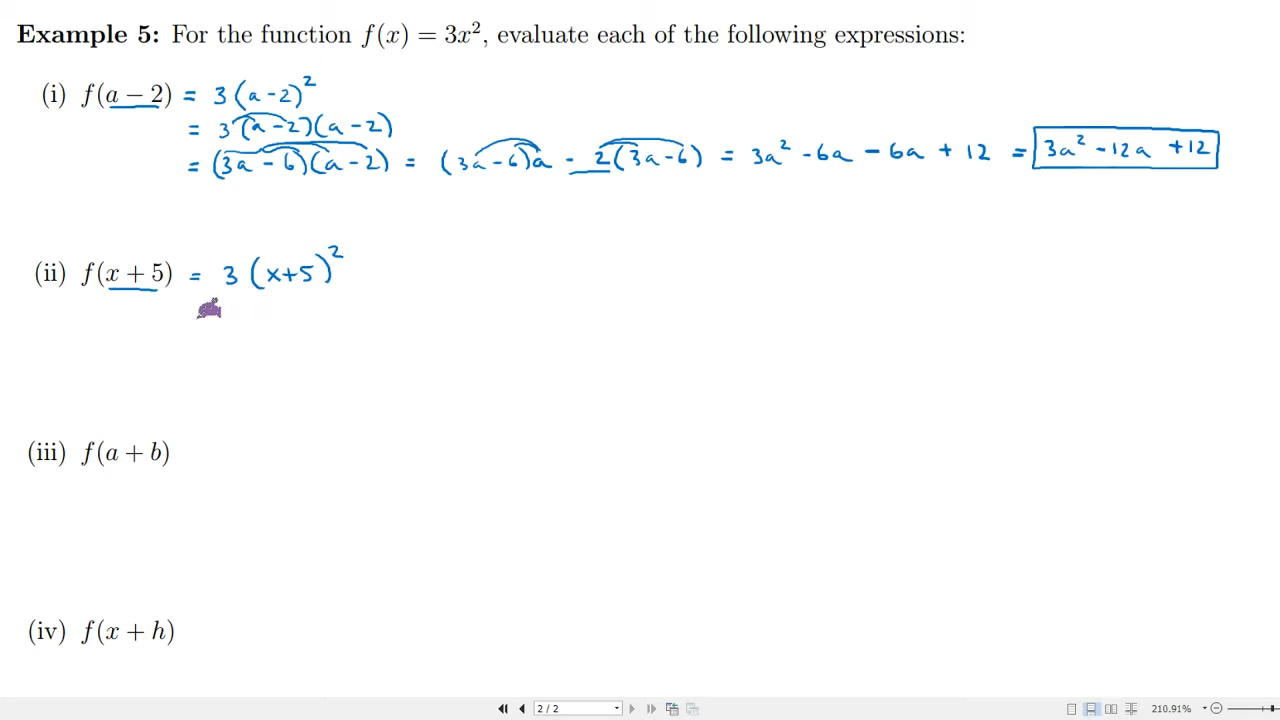 Example 5: For the function f(x) = 3x², evaluate each of the following expressions:
(i) f(a − 2) = 3(a-2)²
= 3(a-2)(a-2)
= (3a-6)(a-2) = (3a-6)a - 2(3a-6) = 3a² - 6a - 6a + 12 = 3a² - 12a + 12
(ii) f(x + 5) = 3(x+5)²
(iii) f(a + b)
(iv) f(x + h)
2 / 2 210.91%